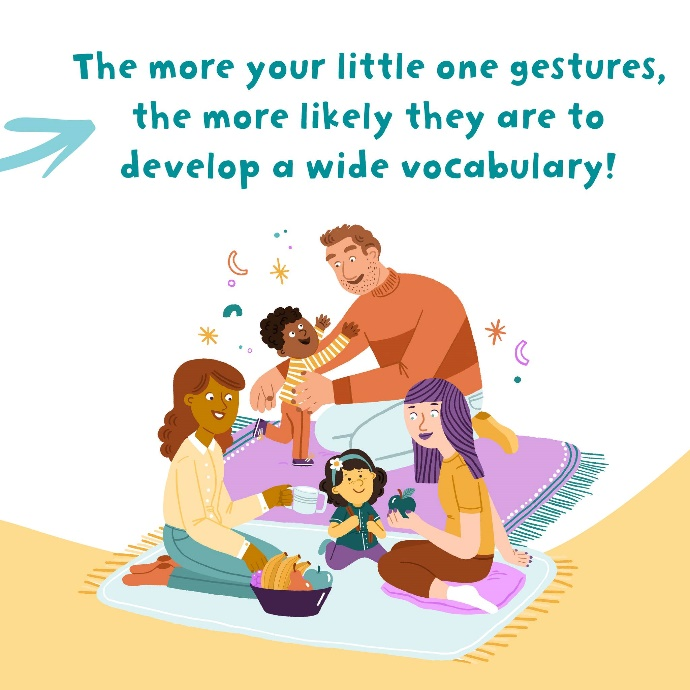 The more your little one gestures,
the more likely they are to
develop a wide vocabulary!